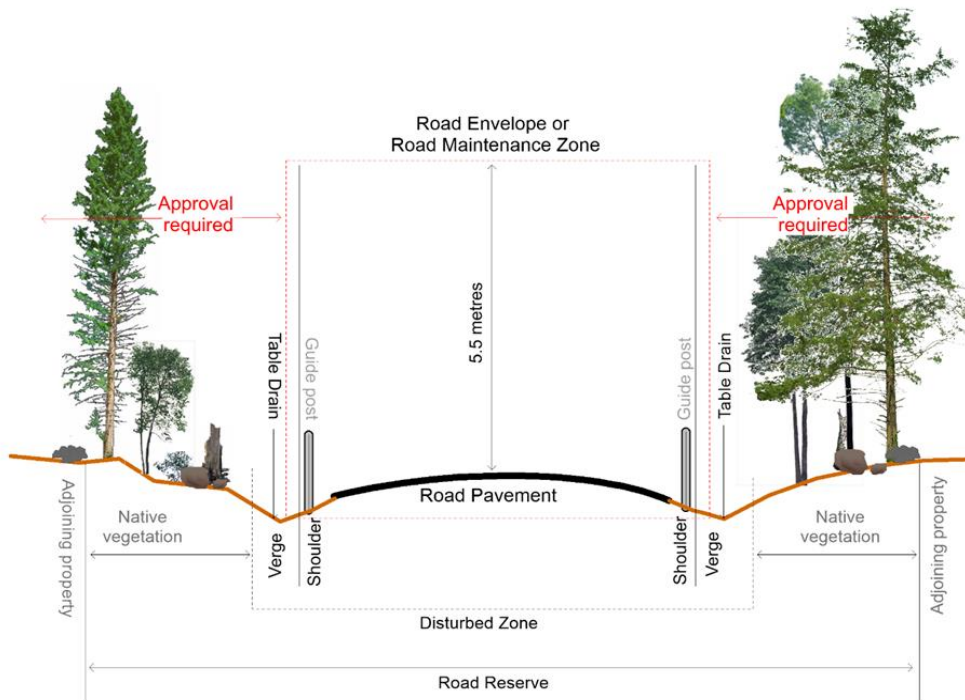 Road Envelope or
Road Maintenance Zone
Approval
required
Approval
required
5.5 metres
Table Drain
Guide post
Guide post
Table Drain
Road Pavement
Adjoining property
Native
vegetation
Verge
Shoulder
Shoulder
Verge
Native
vegetation
Adjoining property
Disturbed Zone
Road Reserve